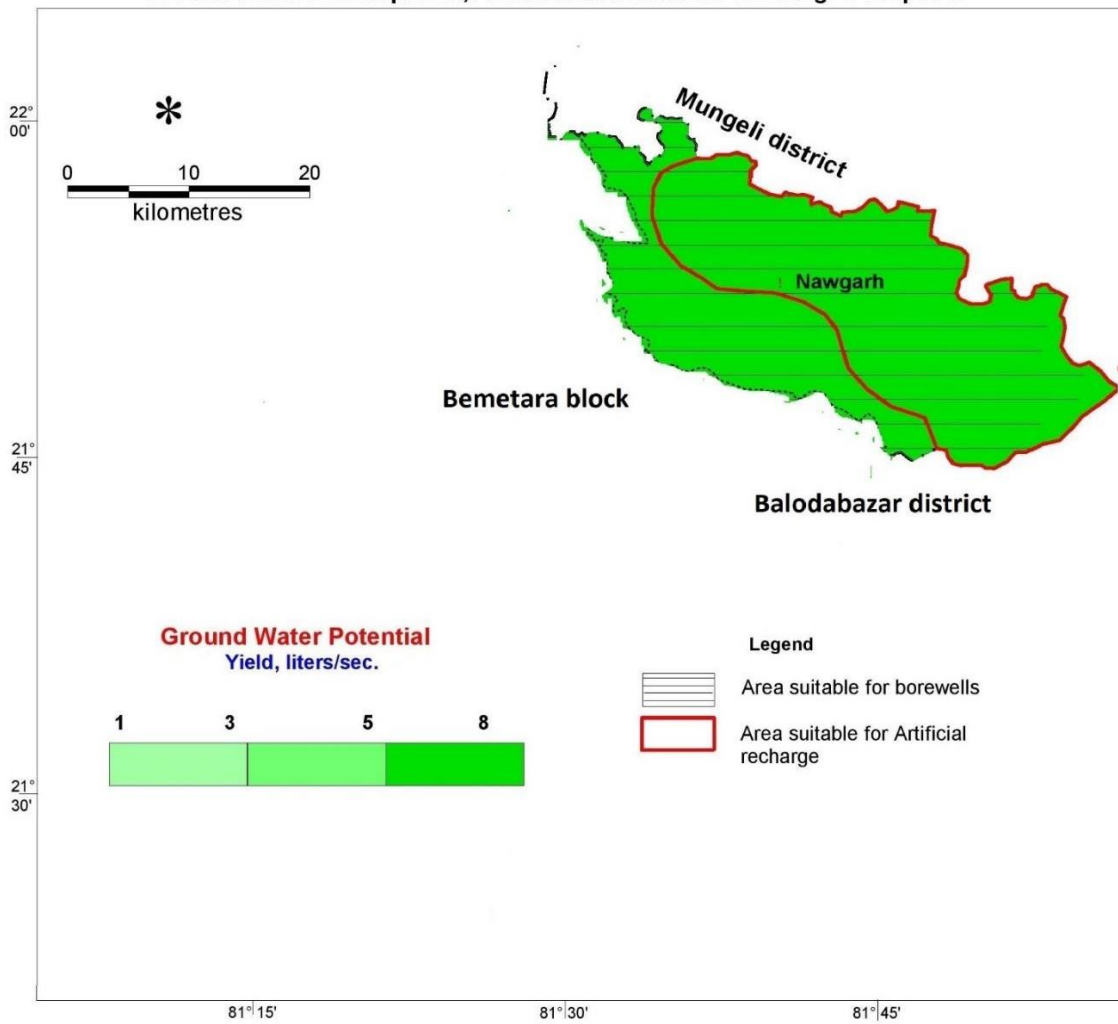 22°
00'
Mungeli district
0 10 20
kilometres
Nawgarh
Bemetara block
21°
45'
Balodabazar district
Ground Water Potential
Yield, liters/sec.
1 3 5 8
Legend
Area suitable for borewells
Area suitable for Artificial
recharge
21°
30'
81° 15' 81° 30' 81° 45'